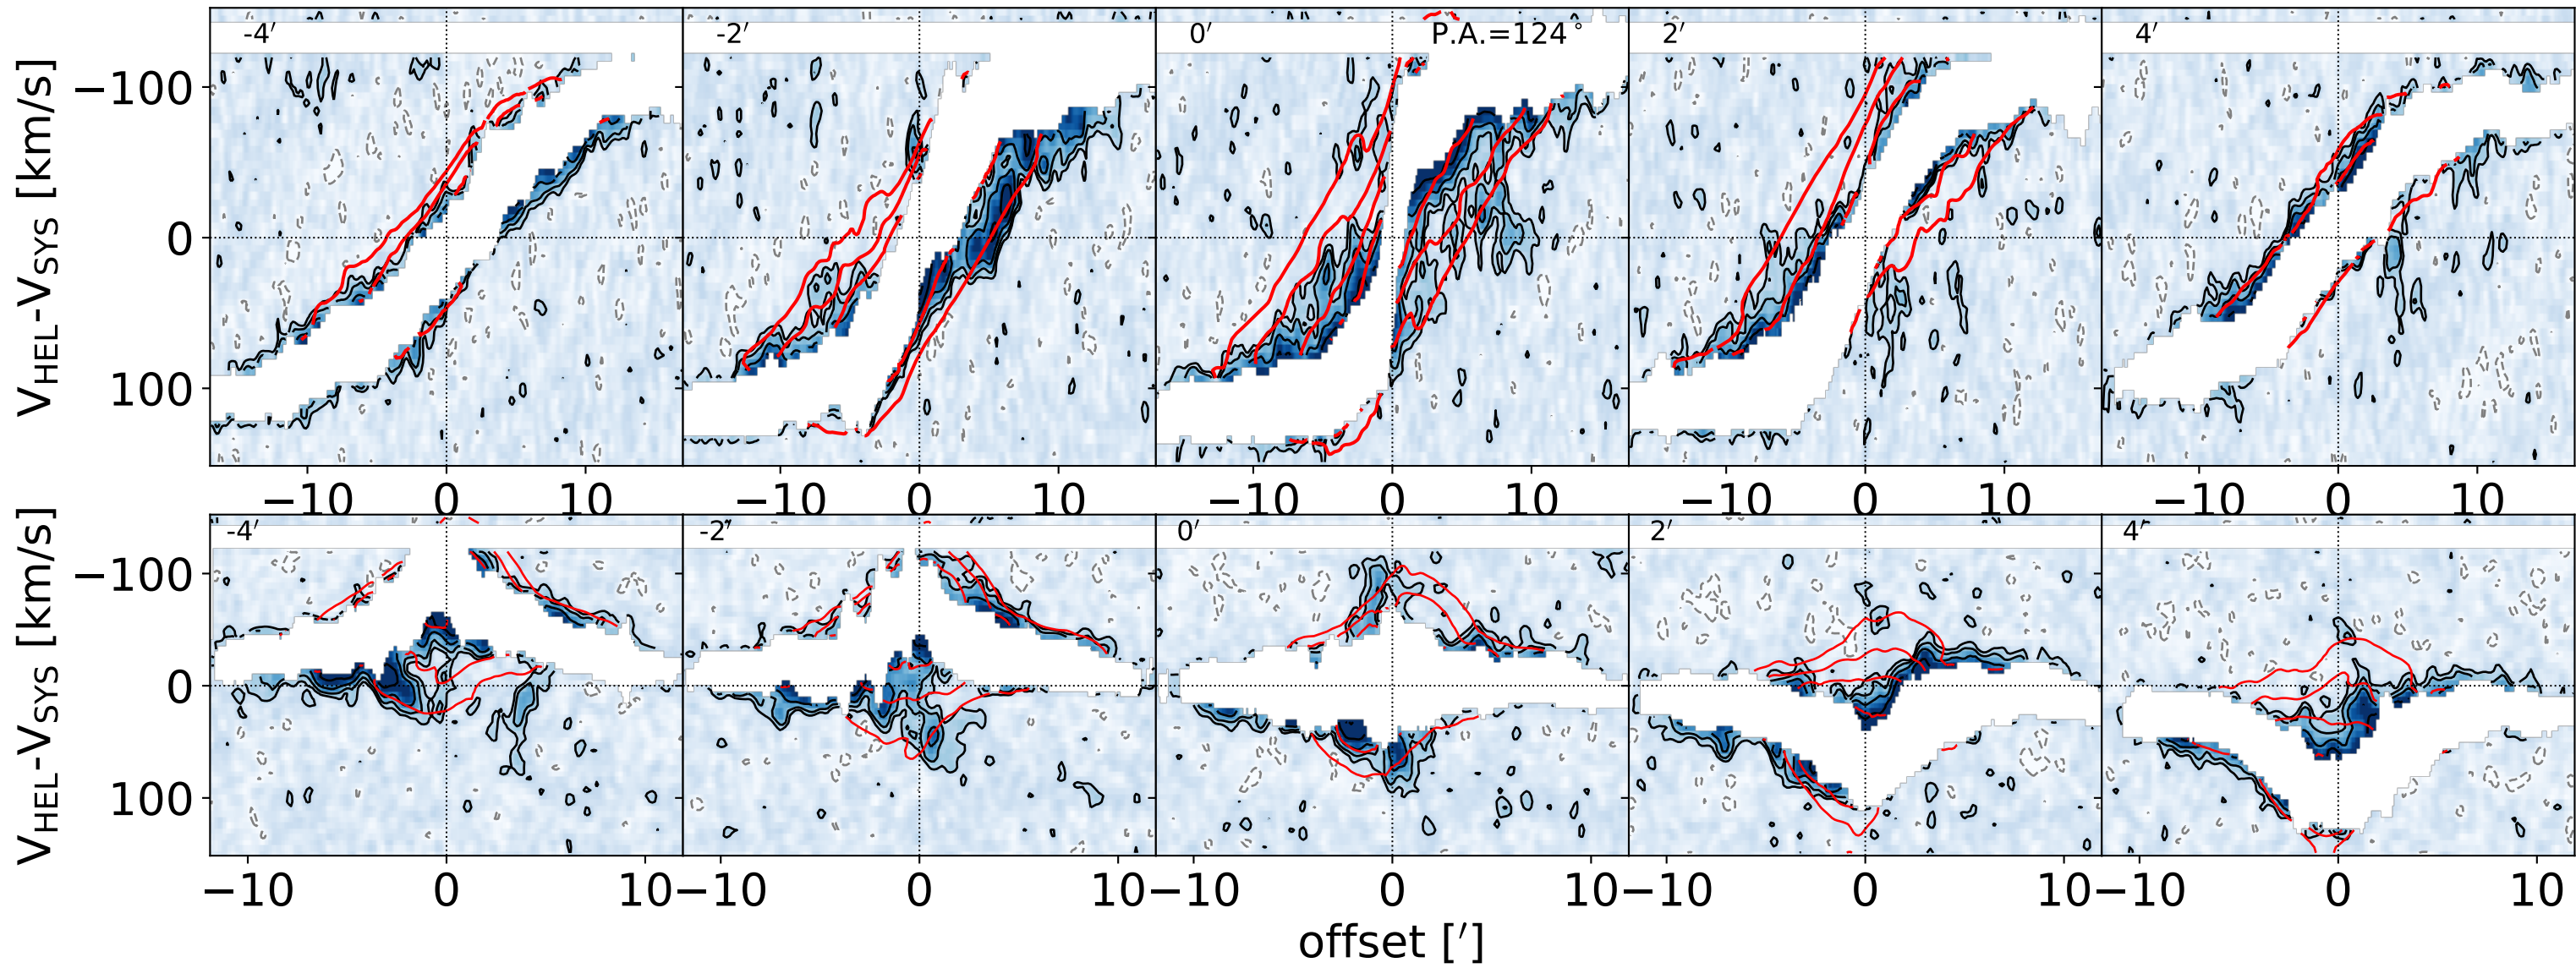 -4′ -2′ 0′ P.A.=124° 2′ 4′
V_HEL-V_SYS [km/s]
−100
0
100
−10 0 10 −10 0 10 −10 0 10 −10 0 10 −10 0 10
-4′ -2′ 0′ 2′ 4′
V_HEL-V_SYS [km/s]
−100
0
100
−10 0 10 −10 0 10 −10 0 10 −10 0 10 −10 0 10
offset [′]